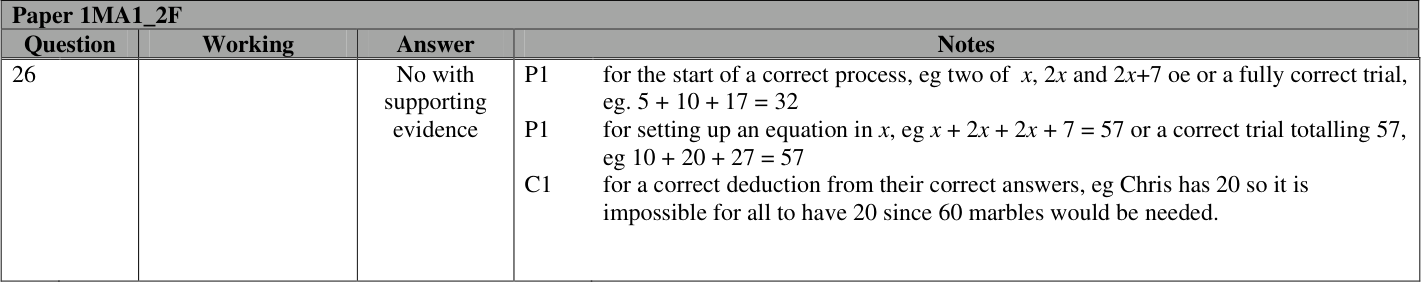 Paper 1MA1_2F
Question Working Answer Notes
26 No with P1 for the start of a correct process, eg two of x, 2x and 2x+7 oe or a fully correct trial,
supporting eg. 5 + 10 + 17 = 32
evidence P1 for setting up an equation in x, eg x + 2x + 2x + 7 = 57 or a correct trial totalling 57,
eg 10 + 20 + 27 = 57
C1 for a correct deduction from their correct answers, eg Chris has 20 so it is
impossible for all to have 20 since 60 marbles would be needed.